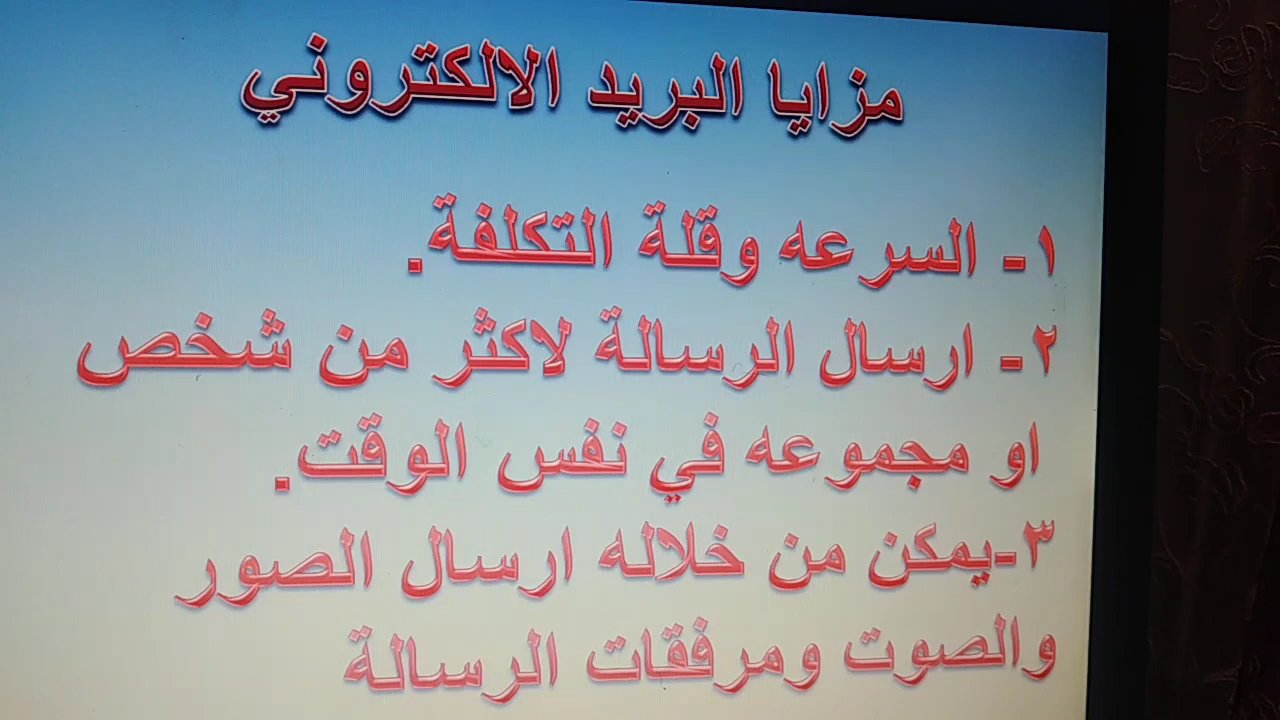 مزايا البريد الالكتروني
١- السرعه وقلة التكلفة.
٢- ارسال الرسالة لاكثر من شخص
او مجموعه في نفس الوقت.
٣-يمكن من خلاله ارسال الصور
والصوت ومرفقات الرسالة